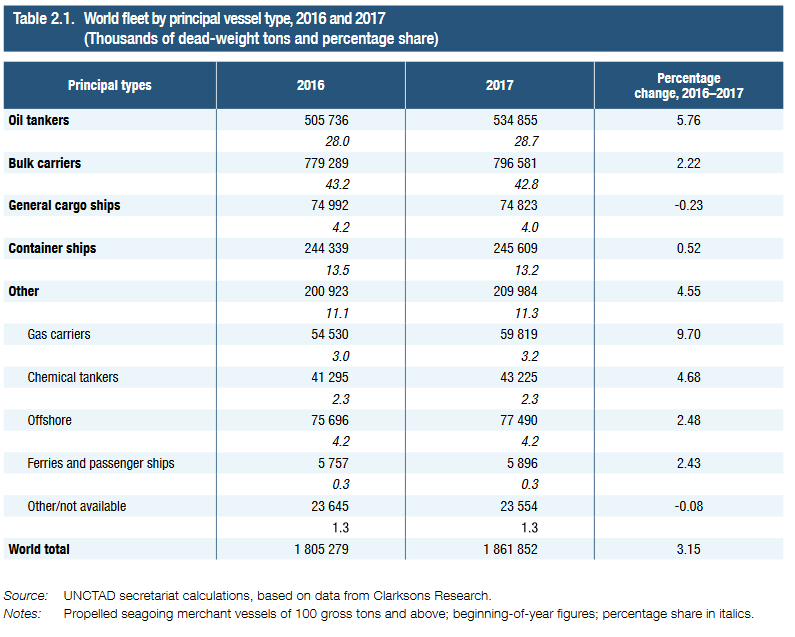 Table 2.1. World fleet by principal vessel type, 2016 and 2017
(Thousands of dead-weight tons and percentage share)
Principal types 2016 2017 Percentage change, 2016–2017
Oil tankers 505 736 534 855 5.76
28.0 28.7
Bulk carriers 779 289 796 581 2.22
43.2 42.8
General cargo ships 74 992 74 823 -0.23
4.2 4.0
Container ships 244 339 245 609 0.52
13.5 13.2
Other 200 923 209 984 4.55
11.1 11.3
Gas carriers 54 530 59 819 9.70
3.0 3.2
Chemical tankers 41 295 43 225 4.68
2.3 2.3
Offshore 75 696 77 490 2.48
4.2 4.2
Ferries and passenger ships 5 757 5 896 2.43
0.3 0.3
Other/not available 23 645 23 554 -0.08
1.3 1.3
World total 1 805 279 1 861 852 3.15
Source: UNCTAD secretariat calculations, based on data from Clarksons Research.
Notes: Propelled seagoing merchant vessels of 100 gross tons and above; beginning-of-year figures; percentage share in italics.